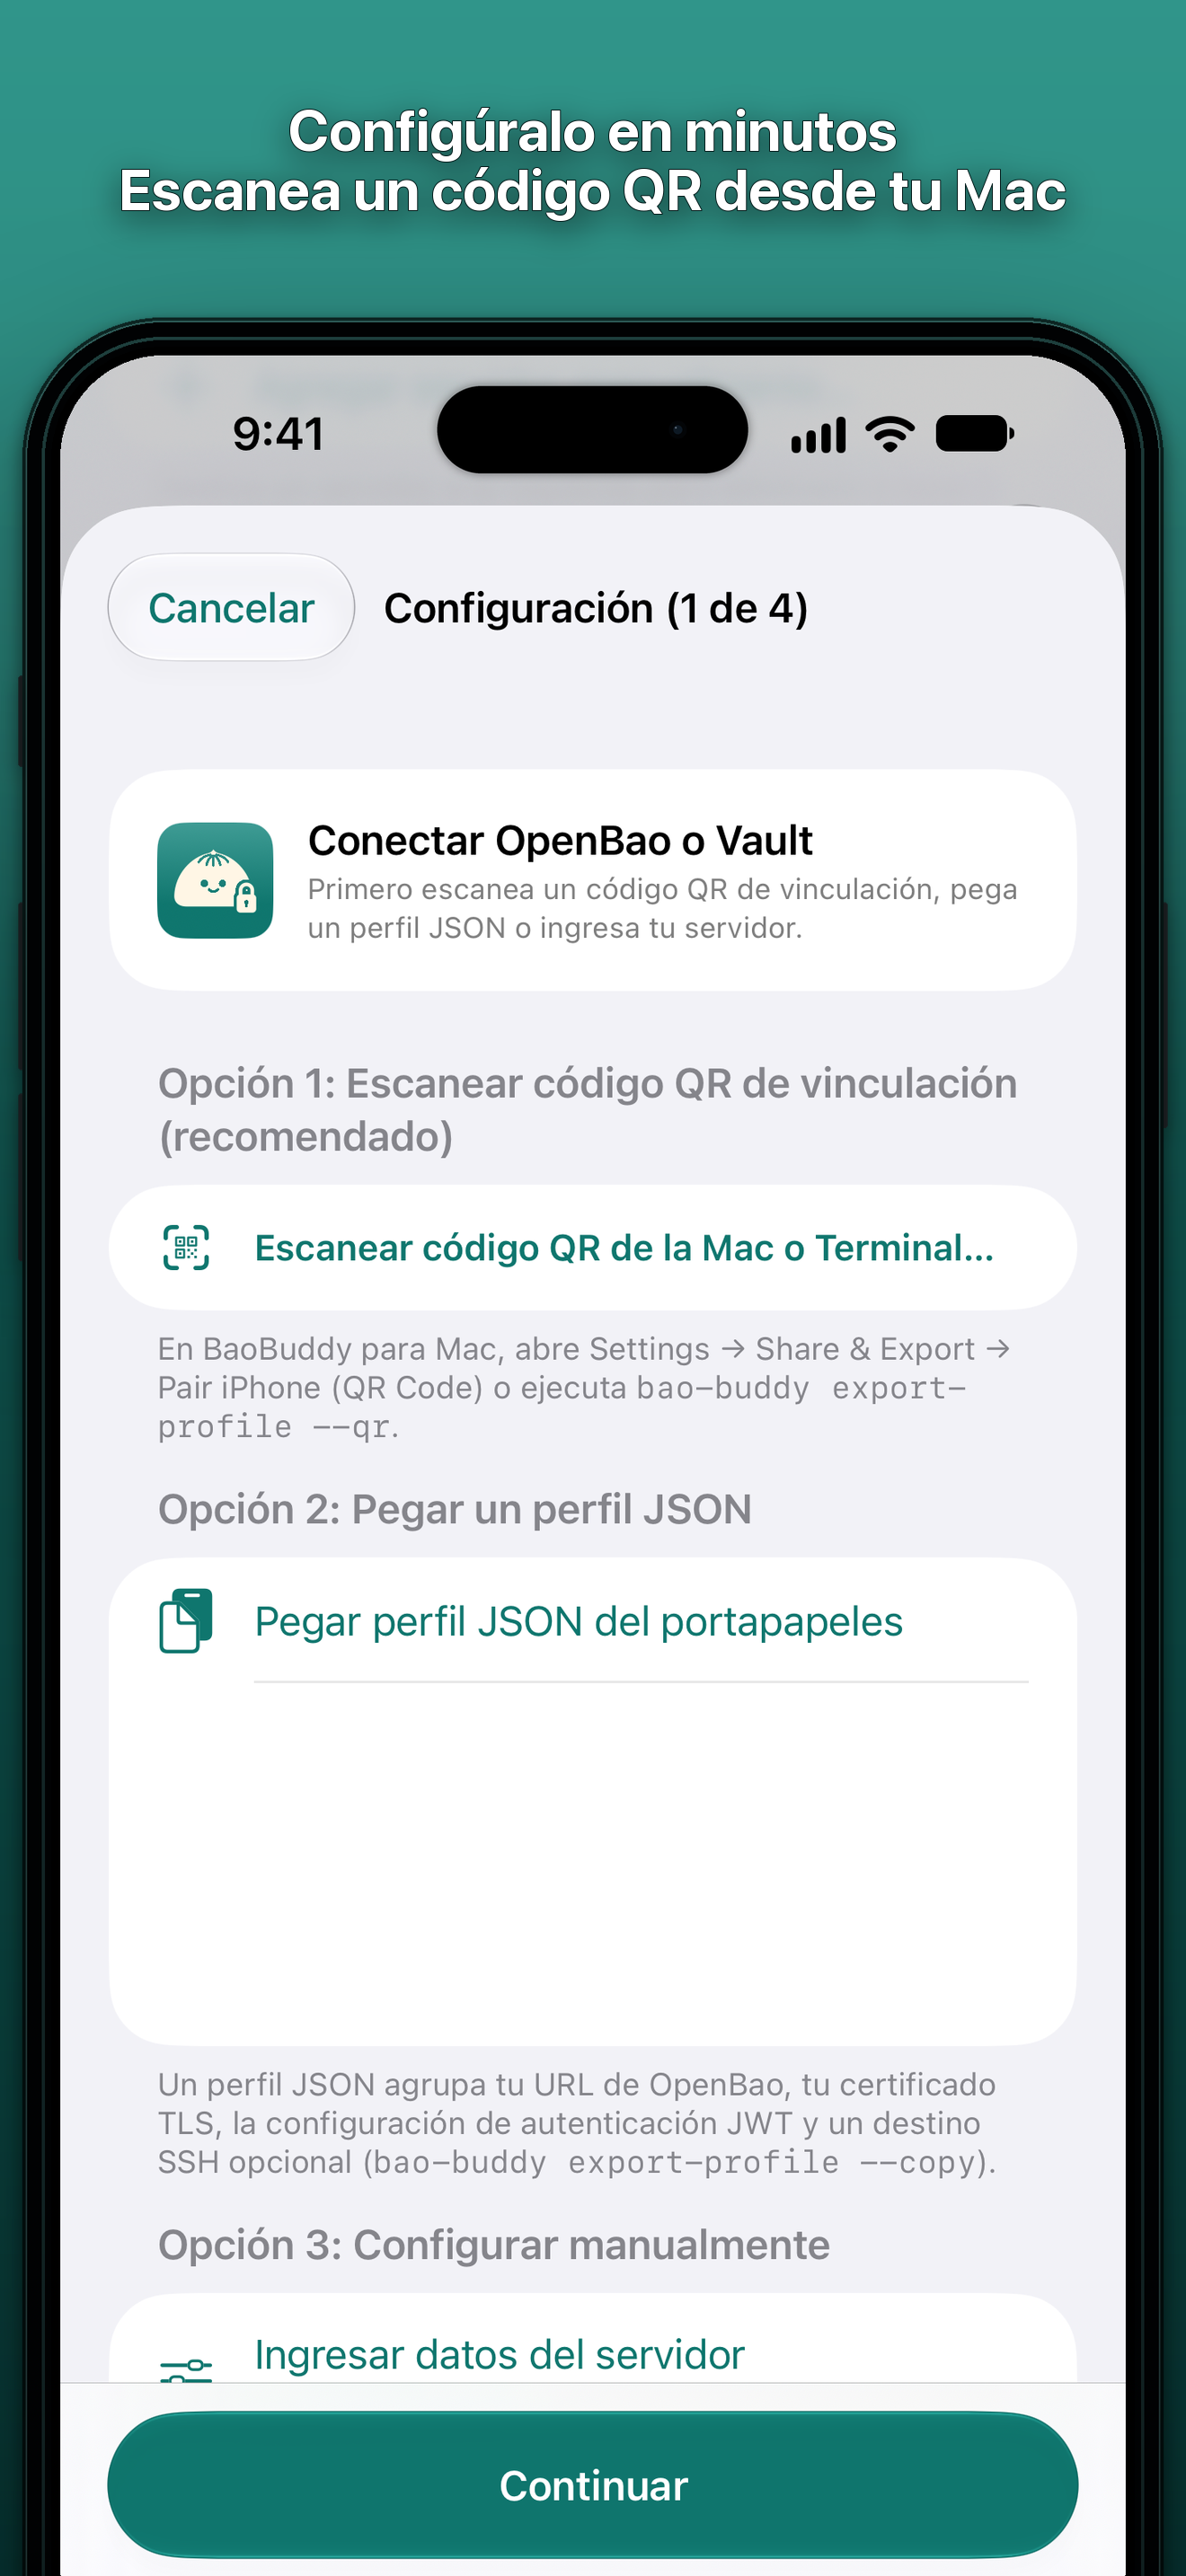 Configúralo en minutos
Escanea un código QR desde tu Mac
9:41
Cancelar
Configuración (1 de 4)
Conectar OpenBao o Vault
Primero escanea un código QR de vinculación, pega
un perfil JSON o ingresa tu servidor.
Opción 1: Escanear código QR de vinculación
(recomendado)
Escanear código QR de la Mac o Terminal...
En BaoBuddy para Mac, abre Settings → Share & Export →
Pair iPhone (QR Code) o ejecuta bao-buddy export-
profile --qr.
Opción 2: Pegar un perfil JSON
Pegar perfil JSON del portapapeles
Un perfil JSON agrupa tu URL de OpenBao, tu certificado
TLS, la configuración de autenticación JWT y un destino
SSH opcional (bao-buddy export-profile --copy).
Opción 3: Configurar manualmente
Ingresar datos del servidor
Continuar